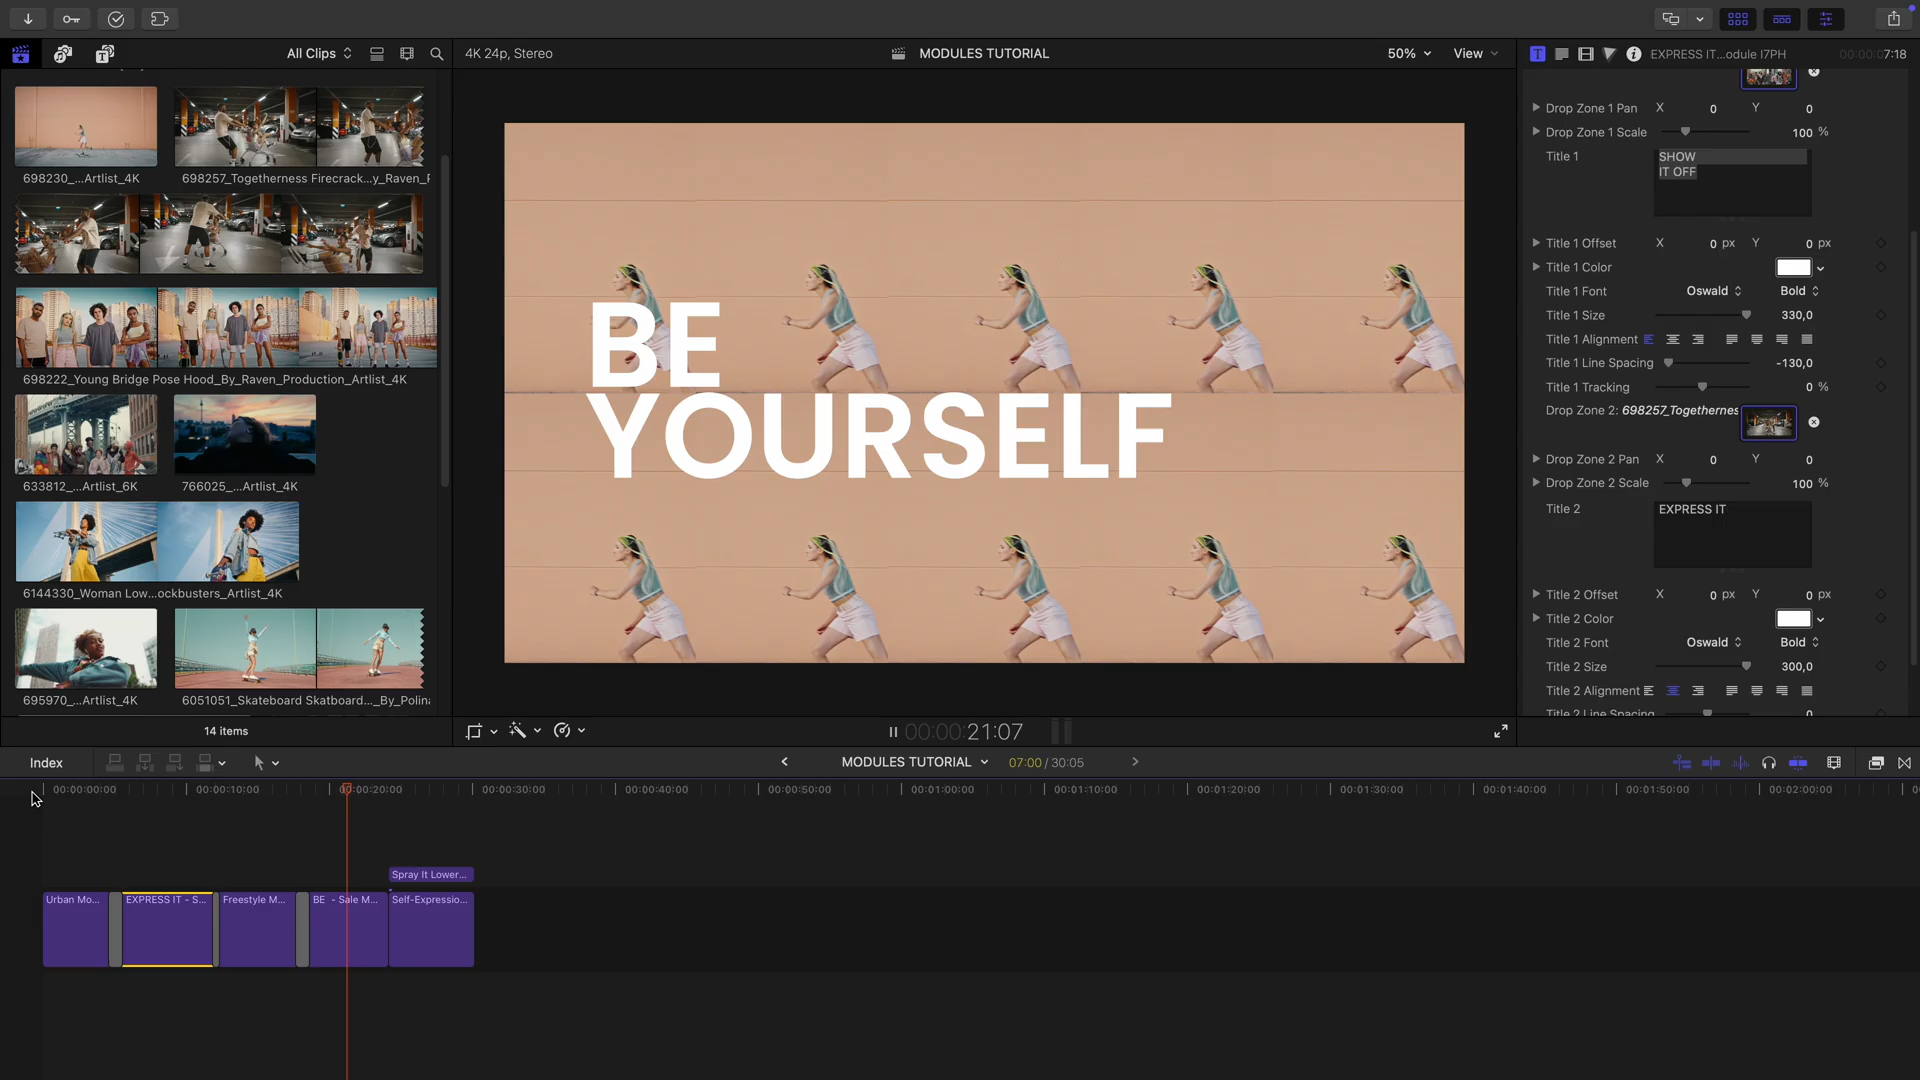 All Clips
4K 24p, Stereo
MODULES TUTORIAL
50%
View
EXPRESS IT...odule I7PH
00:00:07:18
698230_...Artlist_4K
698257_Togetherness Firecrack...y_Raven_F
698222_Young Bridge Pose Hood_By_Raven_Production_Artlist_4K
633812_...Artlist_6K
766025_...Artlist_4K
6144330_Woman Low...ockbusters_Artlist_4K
695970_...Artlist_4K
6051051_Skateboard Skatboard..._By_Polina
14 items
BE
YOURSELF
Drop Zone 1 Pan X 0 Y 0
Drop Zone 1 Scale 100 %
Title 1
SHOW
IT OFF
Title 1 Offset X 0 px Y 0 px
Title 1 Color
Title 1 Font Oswald Bold
Title 1 Size 330,0
Title 1 Alignment
Title 1 Line Spacing -130,0
Title 1 Tracking 0 %
Drop Zone 2: 698257_Togethernes
Drop Zone 2 Pan X 0 Y 0
Drop Zone 2 Scale 100 %
Title 2
EXPRESS IT
Title 2 Offset X 0 px Y 0 px
Title 2 Color
Title 2 Font Oswald Bold
Title 2 Size 300,0
Title 2 Alignment
Title 2 Line Spacing 0
00:00:00:21:07
Index
MODULES TUTORIAL
07:00 / 30:05
00:00:00:00
00:00:10:00
00:00:20:00
00:00:30:00
00:00:40:00
00:00:50:00
00:01:00:00
00:01:10:00
00:01:20:00
00:01:30:00
00:01:40:00
00:01:50:00
00:02:00:00
Spray It Lower...
Urban Mo...
EXPRESS IT - S...
Freestyle M...
BE - Sale M...
Self-Expressio...